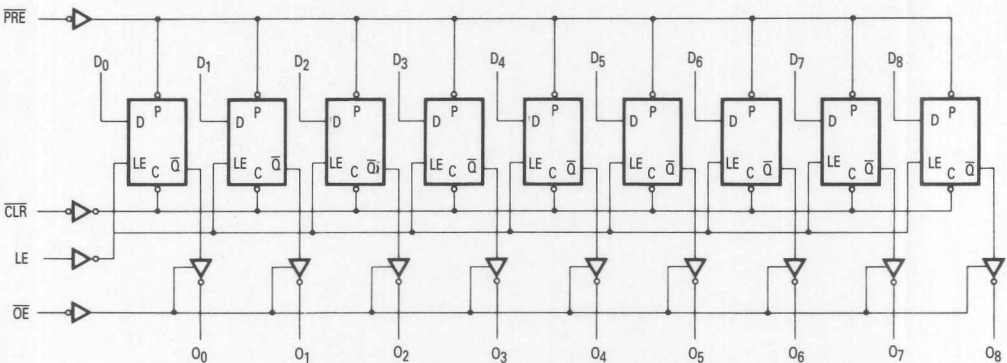 PRE
D0 D1 D2 D3 D4 D5 D6 D7 D8
P P P P P P P P P
D D D D D D D D D
LE Q LE Q LE Q LE Q LE Q LE Q LE Q LE Q LE Q
C C C C C C C C C
CLR
LE
OE
O0 O1 O2 O3 O4 O5 O6 O7 O8